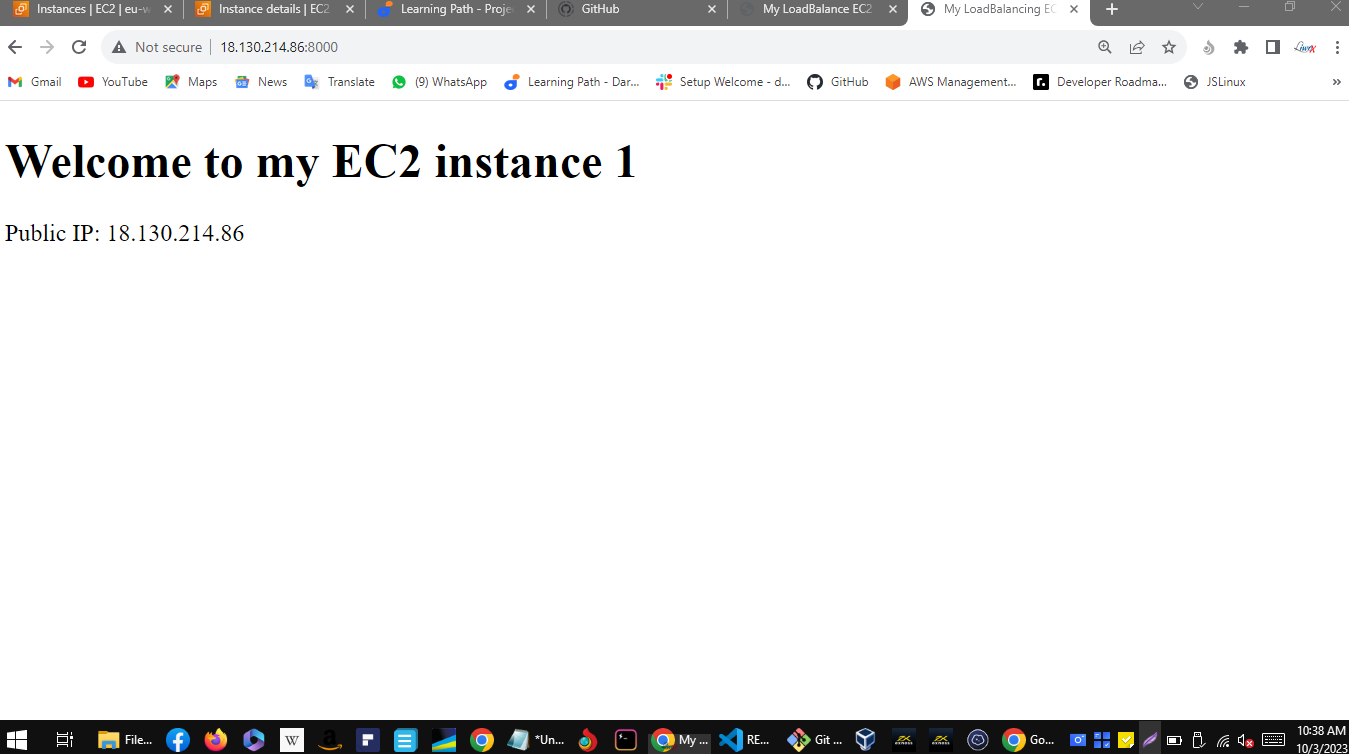 Instances | EC2 | eu-w
Instance details | EC2
Learning Path - Proje
GitHub
My LoadBalance EC2
My LoadBalancing EC
Not secure
18.130.214.86:8000
Gmail
YouTube
Maps
News
Translate
(9) WhatsApp
Learning Path - Dar...
Setup Welcome - d...
GitHub
AWS Management...
Developer Roadma...
JSLinux
»
Welcome to my EC2 instance 1
Public IP: 18.130.214.86
File...
*Un...
My ...
RE...
Git ...
Go...
10:38 AM
10/3/2023